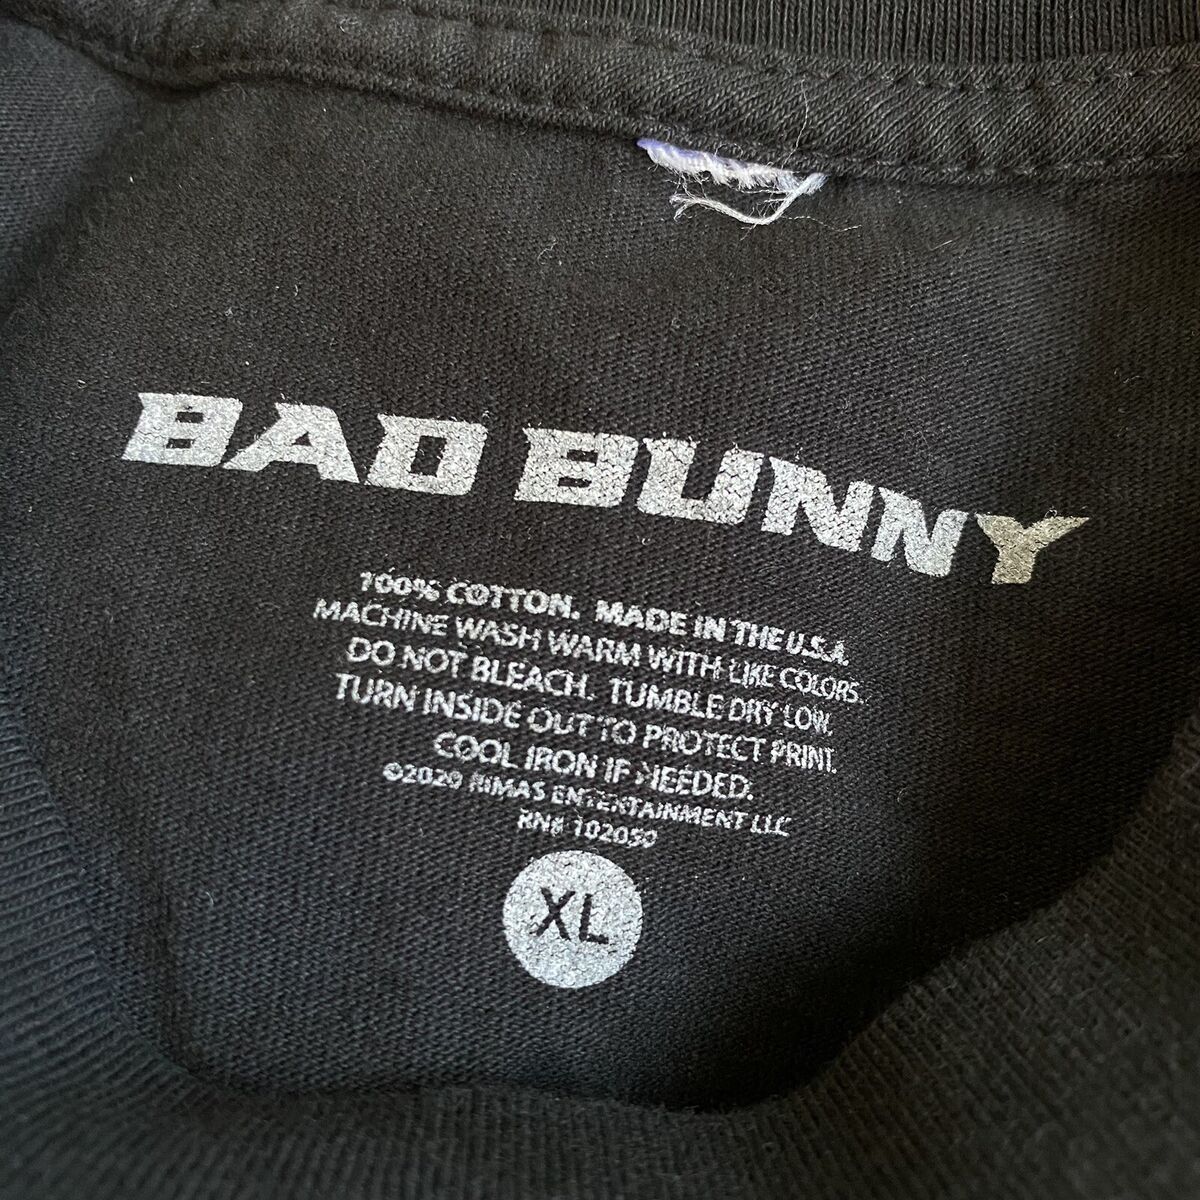 BAD BUNNY
100% COTTON. MADE IN THE U.S.A.
MACHINE WASH WARM WITH LIKE COLORS.
DO NOT BLEACH. TUMBLE DRY LOW.
TURN INSIDE OUT TO PROTECT PRINT.
COOL IRON IF NEEDED.
©2020 RIMAS ENTERTAINMENT LLC
RN# 102050
XL